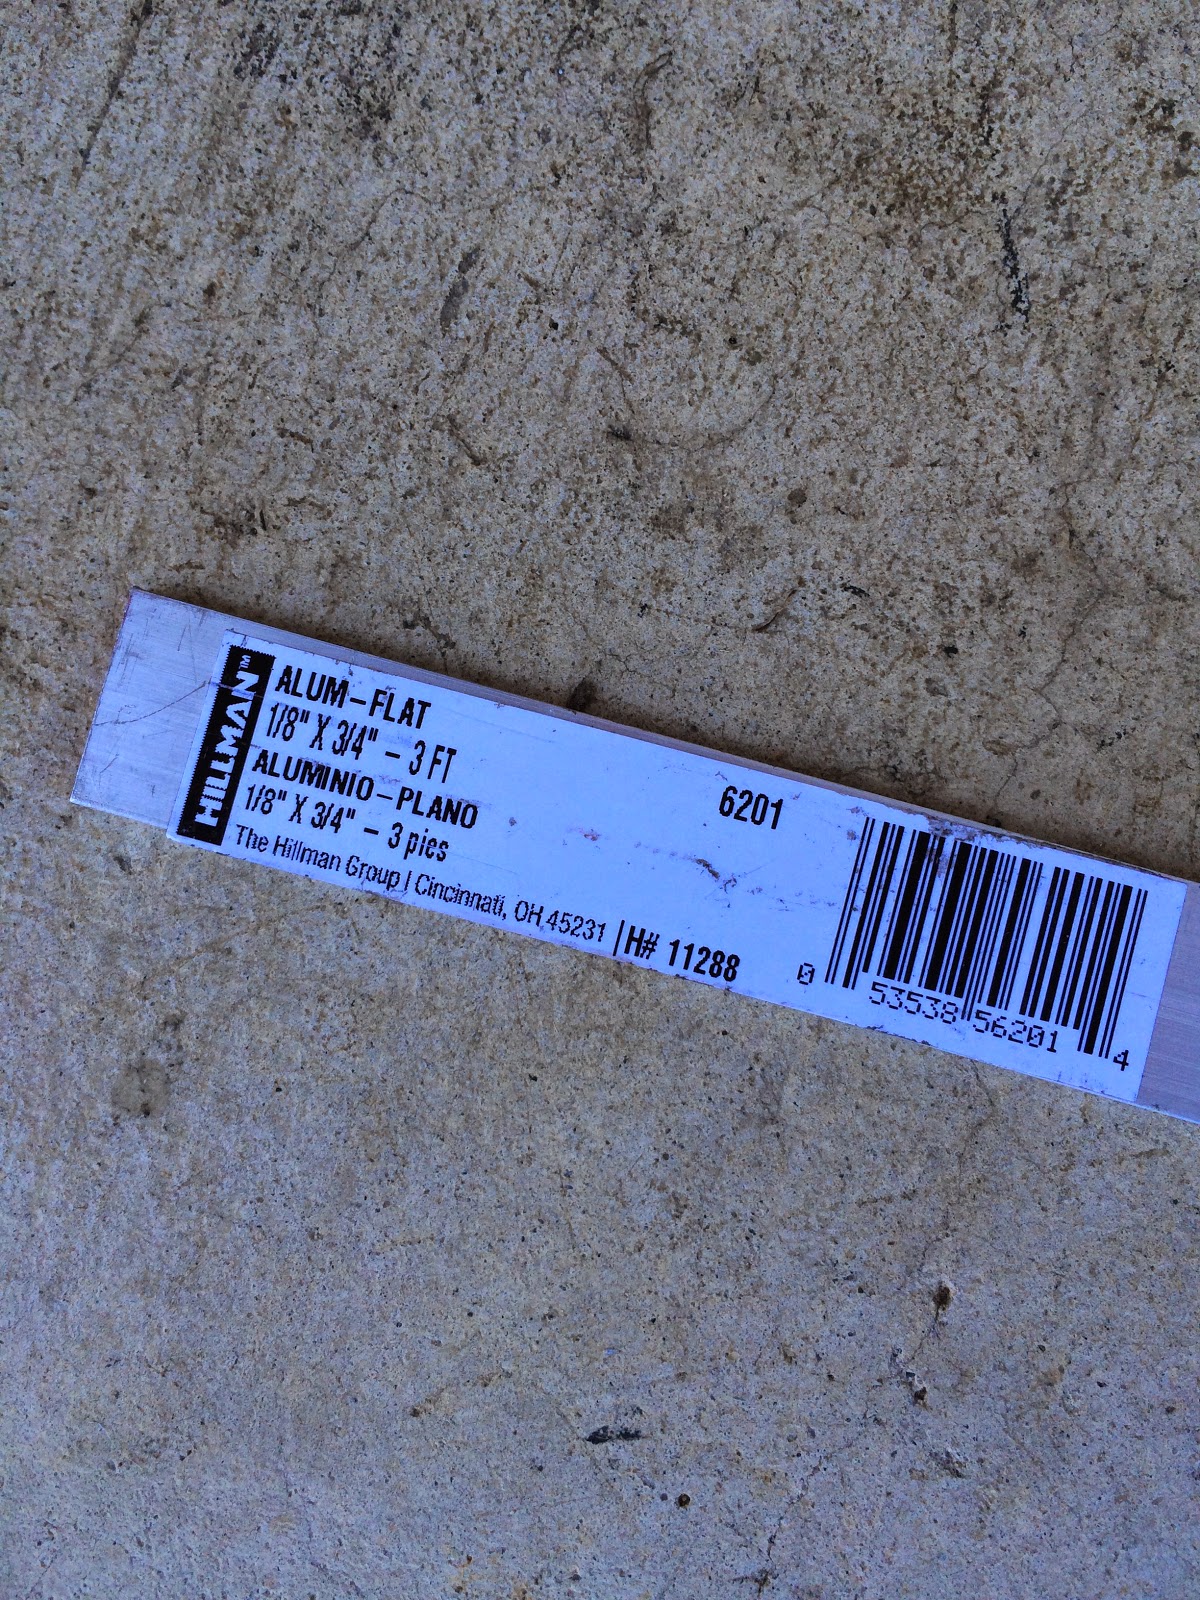 HILLMAN™
ALUM-FLAT
1/8" X 3/4" - 3 FT
ALUMINIO-PLANO
1/8" X 3/4" - 3 pies
The Hillman Group | Cincinnati, OH 45231 | H# 11288
6201
0 53538 56201 4